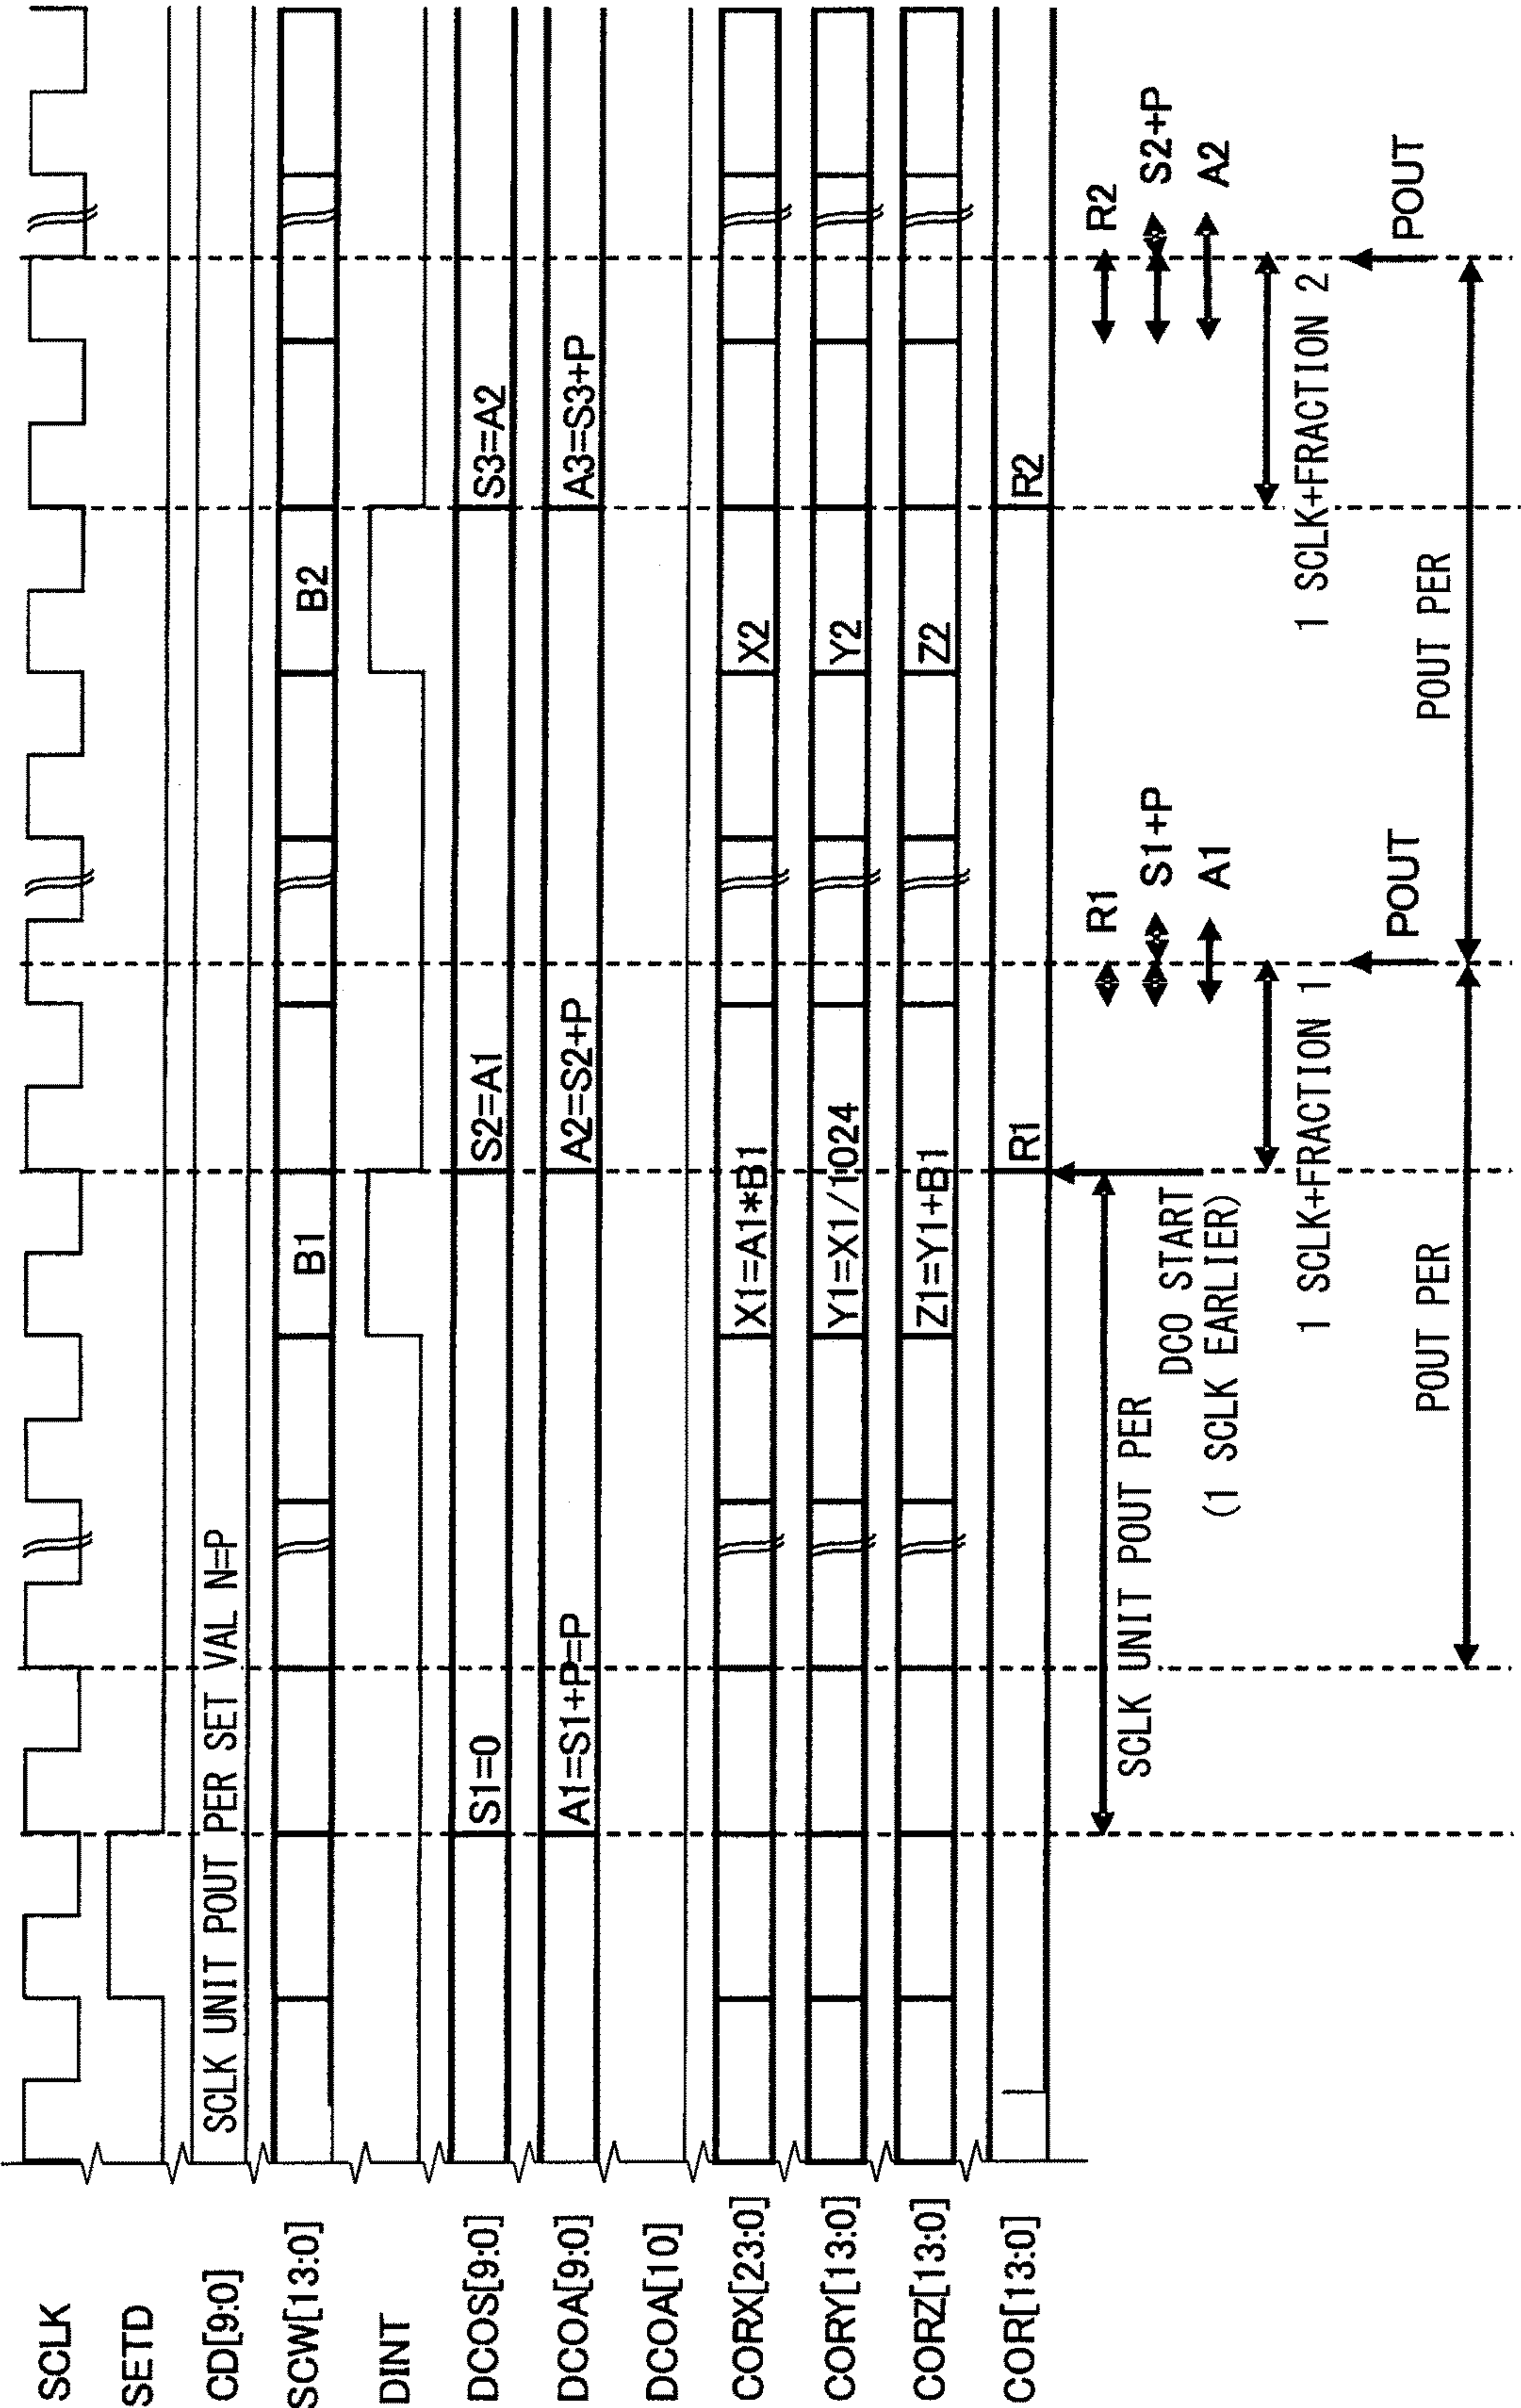 SCLK
SETD
CD[9:0]
SCLK UNIT POUT PER SET VAL N=P
SCW[13:0]
B1
B2
DINT
DCOS[9:0]
S1=0
S2=A1
S3=A2
DCOA[9:0]
A1=S1+P=P
A2=S2+P
A3=S3+P
DCOA[10]
CORX[23:0]
X1=A1*B1
X2
CORY[13:0]
Y1=X1/1024
Y2
CORZ[13:0]
Z1=Y1+B1
Z2
COR[13:0]
R1
R2
SCLK UNIT POUT PER
DCO START
(1 SCLK EARLIER)
R1
S1+P
A1
R2
S2+P
A2
1 SCLK+FRACTION 1
1 SCLK+FRACTION 2
POUT
POUT
POUT PER
POUT PER